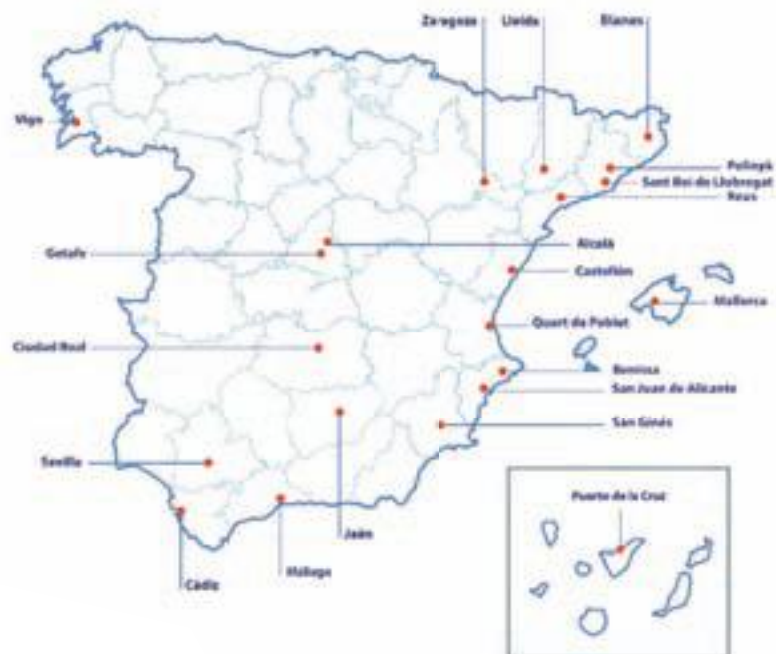 Zaragoza
Lleida
Blanes
Vigo
Polinyà
Sant Boi de Llobregat
Reus
Getafe
Alcalá
Castellón
Mallorca
Quart de Poblet
Ciudad Real
Benissa
San Juan de Alicante
San Ginés
Sevilla
Puerto de la Cruz
Jaén
Málaga
Cádiz